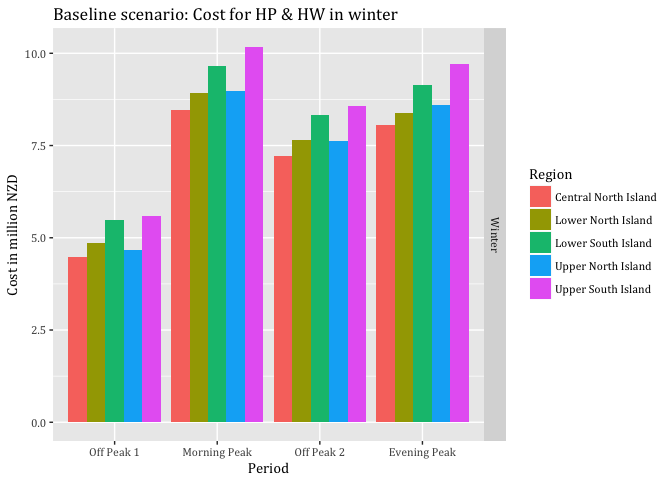 Baseline scenario: Cost for HP & HW in winter
Cost in million NZD
10.0
7.5
5.0
2.5
0.0
Off Peak 1
Morning Peak
Off Peak 2
Evening Peak
Period
Winter
Region
Central North Island
Lower North Island
Lower South Island
Upper North Island
Upper South Island